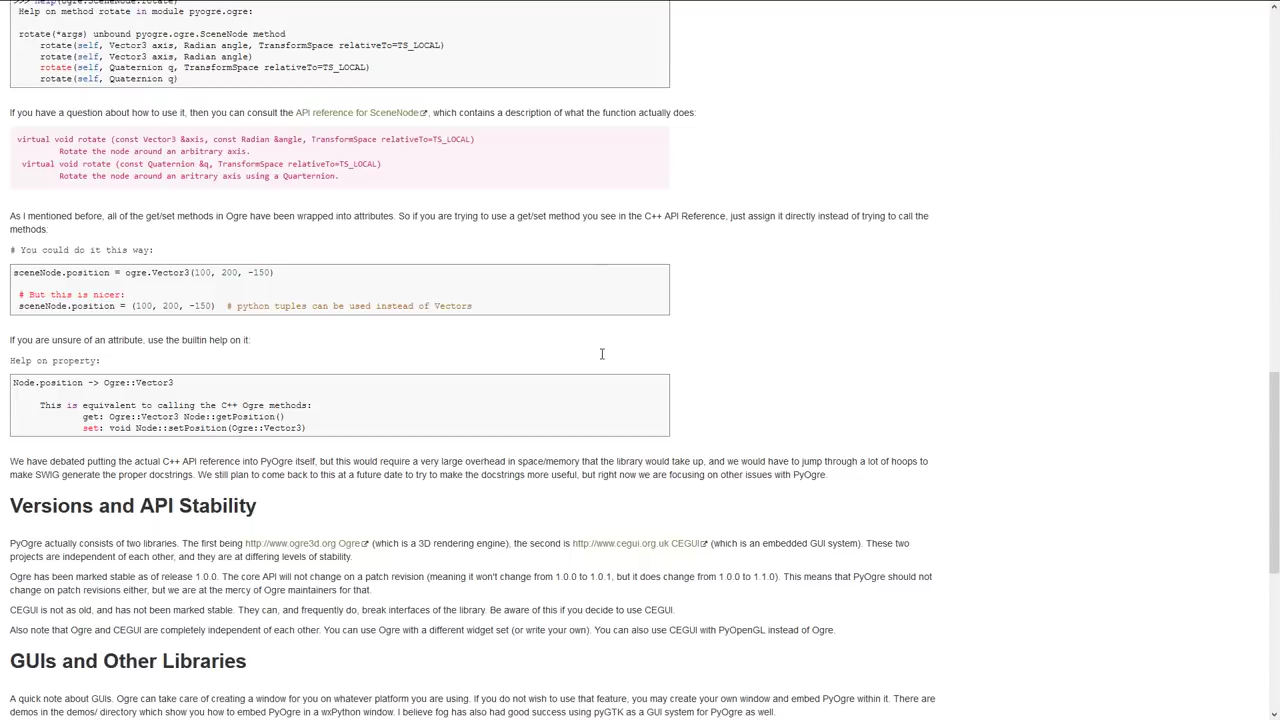 >>> help(ogre.SceneNode.rotate)
Help on method rotate in module pyogre.ogre:
rotate(*args) unbound pyogre.ogre.SceneNode method
rotate(self, Vector3 axis, Radian angle, TransformSpace relativeTo=TS_LOCAL)
rotate(self, Vector3 axis, Radian angle)
rotate(self, Quaternion q, TransformSpace relativeTo=TS_LOCAL)
rotate(self, Quaternion q)
If you have a question about how to use it, then you can consult the API reference for SceneNode, which contains a description of what the function actually does:
virtual void rotate (const Vector3 &axis, const Radian &angle, TransformSpace relativeTo=TS_LOCAL)
Rotate the node around an arbitrary axis.
virtual void rotate (const Quaternion &q, TransformSpace relativeTo=TS_LOCAL)
Rotate the node around an aritrary axis using a Quarternion.
As I mentioned before, all of the get/set methods in Ogre have been wrapped into attributes. So if you are trying to use a get/set method you see in the C++ API Reference, just assign it directly instead of trying to call the
methods:
# You could do it this way:
sceneNode.position = ogre.Vector3(100, 200, -150)
# But this is nicer:
sceneNode.position = (100, 200, -150)  # python tuples can be used instead of Vectors
If you are unsure of an attribute, use the builtin help on it:
Help on property:
Node.position -> Ogre::Vector3
This is equivalent to calling the C++ Ogre methods:
get: Ogre::Vector3 Node::getPosition()
set: void Node::setPosition(Ogre::Vector3)
We have debated putting the actual C++ API reference into PyOgre itself, but this would require a very large overhead in space/memory that the library would take up, and we would have to jump through a lot of hoops to
make SWIG generate the proper docstrings. We still plan to come back to this at a future date to try to make the docstrings more useful, but right now we are focusing on other issues with PyOgre.
Versions and API Stability
PyOgre actually consists of two libraries. The first being http://www.ogre3d.org Ogre (which is a 3D rendering engine), the second is http://www.cegui.org.uk CEGUI (which is an embedded GUI system). These two
projects are independent of each other, and they are at differing levels of stability.
Ogre has been marked stable as of release 1.0.0. The core API will not change on a patch revision (meaning it won't change from 1.0.0 to 1.0.1, but it does change from 1.0.0 to 1.1.0). This means that PyOgre should not
change on patch revisions either, but we are at the mercy of Ogre maintainers for that.
CEGUI is not as old, and has not been marked stable. They can, and frequently do, break interfaces of the library. Be aware of this if you decide to use CEGUI.
Also note that Ogre and CEGUI are completely independent of each other. You can use Ogre with a different widget set (or write your own). You can also use CEGUI with PyOpenGL instead of Ogre.
GUIs and Other Libraries
A quick note about GUIs. Ogre can take care of creating a window for you on whatever platform you are using. If you do not wish to use that feature, you may create your own window and embed PyOgre within it. There are
demos in the demos/ directory which show you how to embed PyOgre in a wxPython window. I believe fog has also had good success using pyGTK as a GUI system for PyOgre as well.